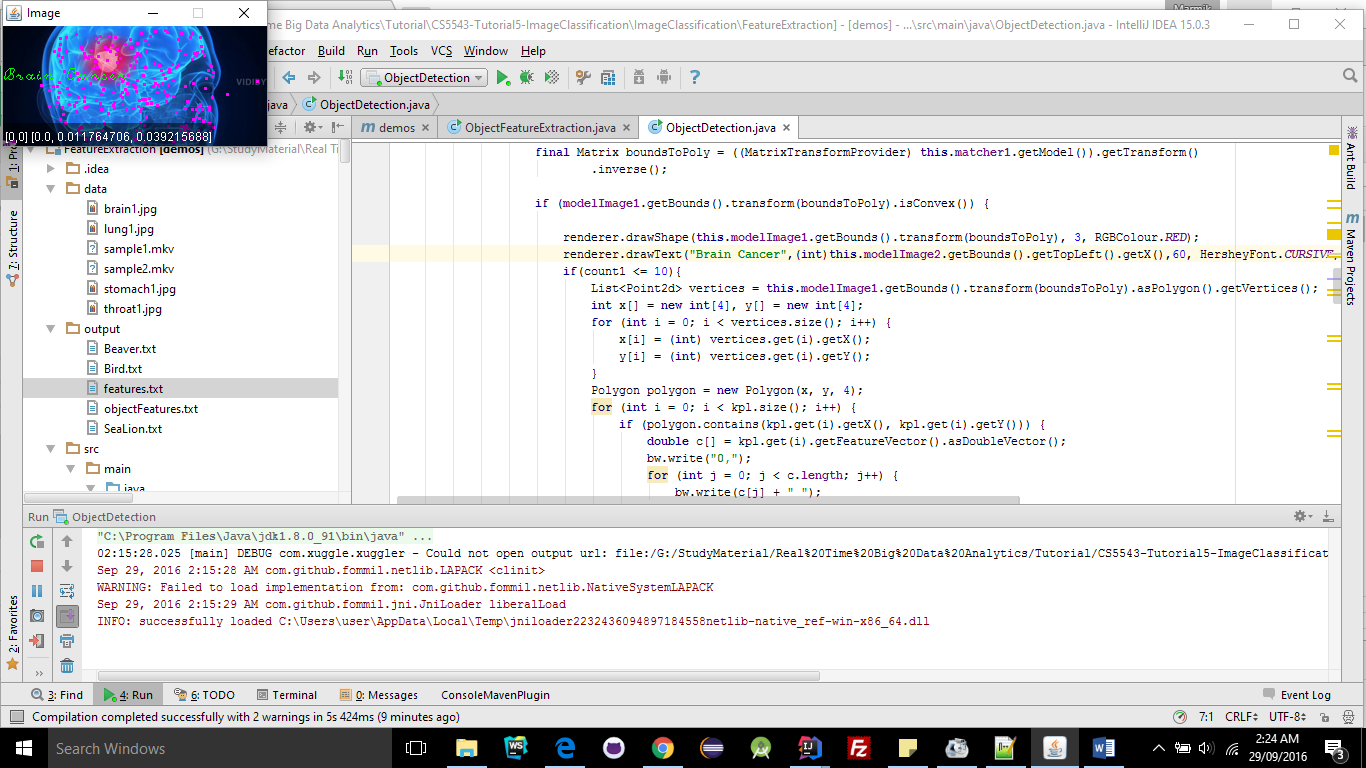 Image
me Big Data Analytics\Tutorial\CS5543-Tutorial5-ImageClassification\ImageClassification\FeatureExtraction] - [demos] - ...\src\main\java\ObjectDetection.java - IntelliJ IDEA 15.0.3
efactor Build Run Tools VCS Window Help
Brain Cancer
VIDIBY
ObjectDetection
java ObjectDetection.java
[0,0] [0.0, 0.011764706, 0.039215688]
demos ObjectFeatureExtraction.java ObjectDetection.java
FeatureExtraction [demos] (G:\StudyMaterial\Real Ti
.idea
data
brain1.jpg
lung1.jpg
sample1.mkv
sample2.mkv
stomach1.jpg
throat1.jpg
output
Beaver.txt
Bird.txt
features.txt
objectFeatures.txt
SeaLion.txt
src
main
java
1: Pro
7: Structure
2: Favorites
final Matrix boundsToPoly = ((MatrixTransformProvider) this.matcher1.getModel()).getTransform()
.inverse();
if (modelImage1.getBounds().transform(boundsToPoly).isConvex()) {
renderer.drawShape(this.modelImage1.getBounds().transform(boundsToPoly), 3, RGBColour.RED);
renderer.drawText("Brain Cancer",(int)this.modelImage2.getBounds().getTopLeft().getX(),60, HersheyFont.CURSIVE,
if(count1 <= 10){
List<Point2d> vertices = this.modelImage1.getBounds().transform(boundsToPoly).asPolygon().getVertices();
int x[] = new int[4], y[] = new int[4];
for (int i = 0; i < vertices.size(); i++) {
x[i] = (int) vertices.get(i).getX();
y[i] = (int) vertices.get(i).getY();
}
Polygon polygon = new Polygon(x, y, 4);
for (int i = 0; i < kpl.size(); i++) {
if (polygon.contains(kpl.get(i).getX(), kpl.get(i).getY())) {
double c[] = kpl.get(i).getFeatureVector().asDoubleVector();
bw.write("0,");
for (int j = 0; j < c.length; j++) {
bw.write(c[j] + " ");
Ant Build
Maven Projects
Run ObjectDetection
"C:\Program Files\Java\jdk1.8.0_91\bin\java" ...
02:15:28.025 [main] DEBUG com.xuggle.xuggler - Could not open output url: file:/G:/StudyMaterial/Real%20Time%20Big%20Data%20Analytics/Tutorial/CS5543-Tutorial5-ImageClassificat
Sep 29, 2016 2:15:28 AM com.github.fommil.netlib.LAPACK <clinit>
WARNING: Failed to load implementation from: com.github.fommil.netlib.NativeSystemLAPACK
Sep 29, 2016 2:15:29 AM com.github.fommil.jni.JniLoader liberalLoad
INFO: successfully loaded C:\Users\user\AppData\Local\Temp\jniloader2232436094897184558netlib-native_ref-win-x86_64.dll
3: Find 4: Run 6: TODO Terminal 0: Messages ConsoleMavenPlugin Event Log
Compilation completed successfully with 2 warnings in 5s 424ms (9 minutes ago) 7:1 CRLF UTF-8
Search Windows
2:24 AM
29/09/2016
3